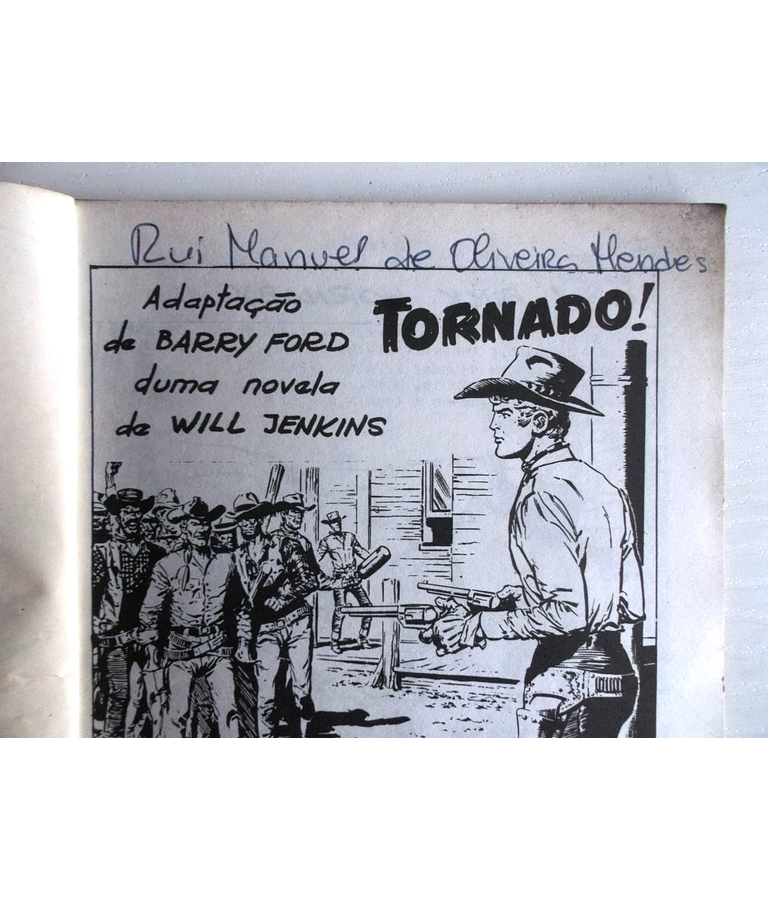 Rui Manuel de Oliveira Mendes
Adaptação
de BARRY FORD
duma novela
de WILL JENKINS
TORNADO!